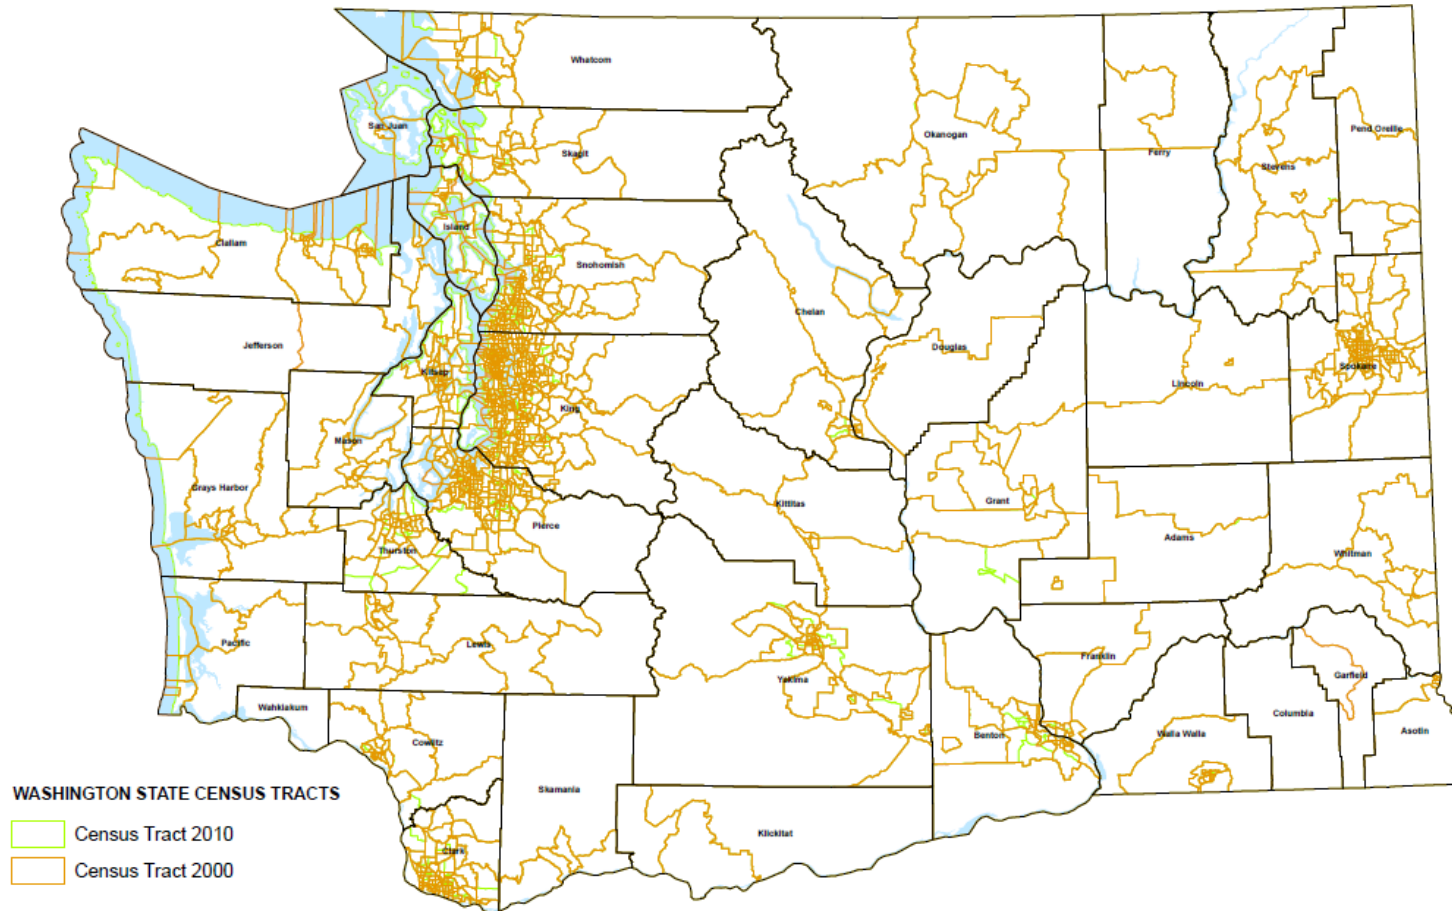 Whatcom
San Juan
Skagit
Okanogan
Ferry
Stevens
Pend Oreille
Island
Clallam
Snohomish
Chelan
Jefferson
Douglas
Kitsap
King
Lincoln
Spokane
Mason
Grays Harbor
Kittitas
Grant
Pierce
Adams
Thurston
Whitman
Pacific
Lewis
Yakima
Franklin
Garfield
Wahkiakum
Columbia
Cowlitz
Benton
Walla Walla
Asotin
Skamania
Klickitat
Clark
WASHINGTON STATE CENSUS TRACTS
Census Tract 2010
Census Tract 2000